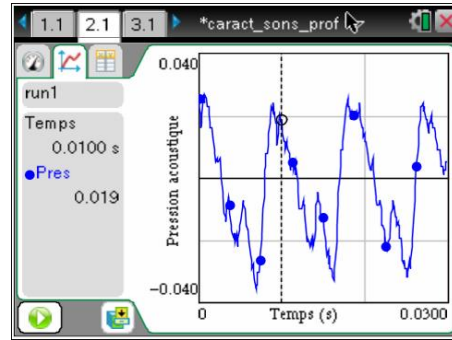 1.1 2.1 3.1 *caract_sons_prof
run1
Temps
0.0100 s
Pres
0.019
0.040
Pression acoustique
-0.040
0 Temps (s) 0.0300